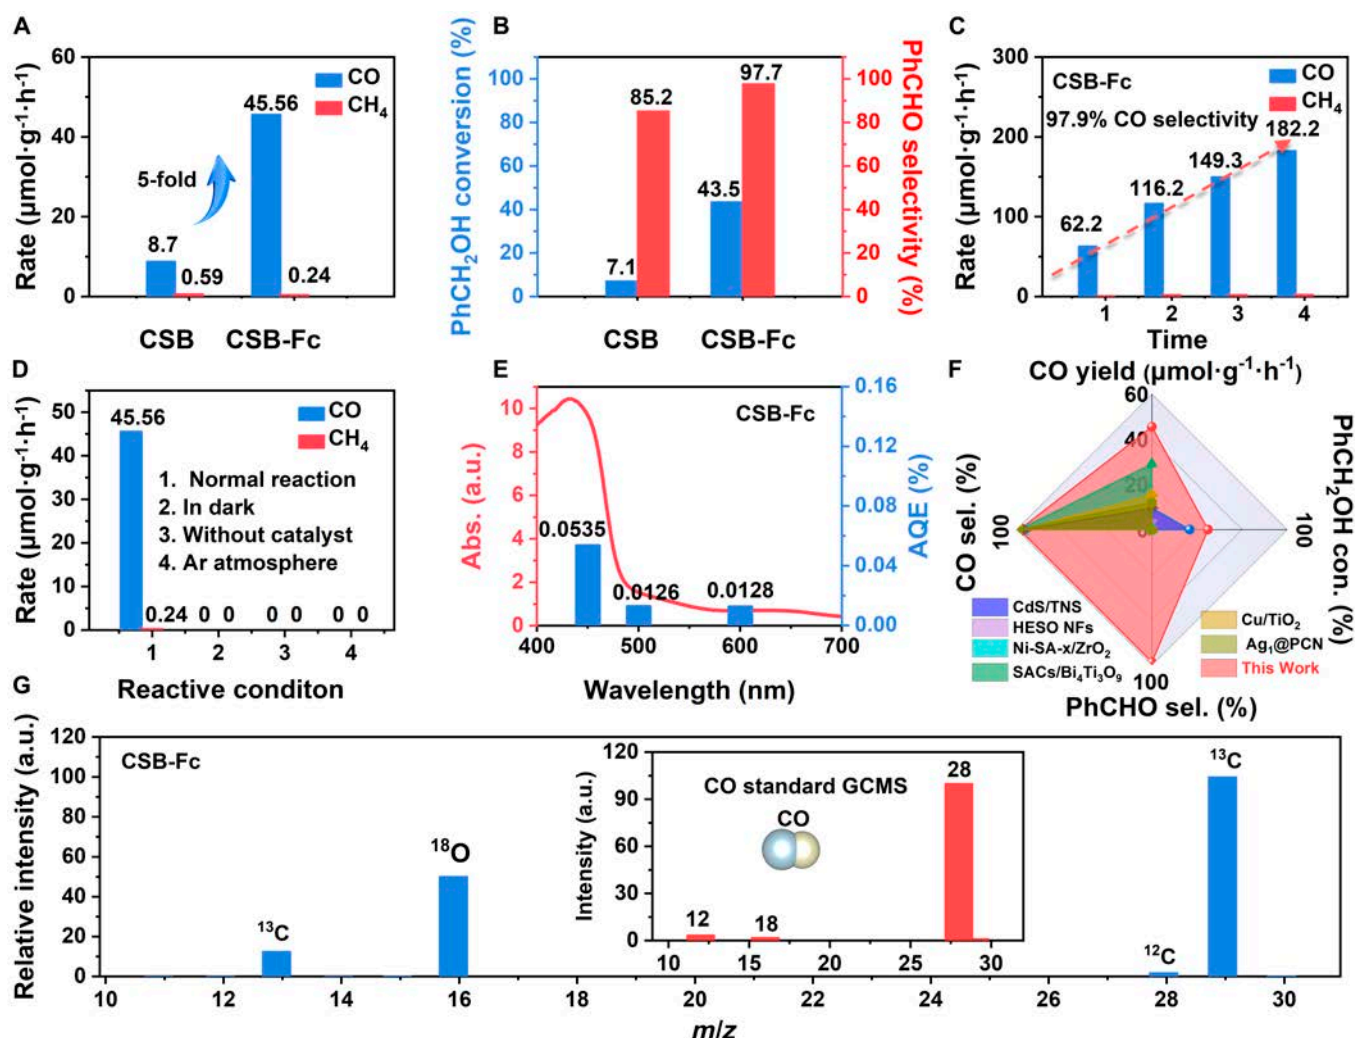 A
Rate (μmol·g⁻¹·h⁻¹)
60
40
20
0
CO
CH₄
45.56
5-fold
8.7
0.59
0.24
CSB
CSB-Fc
B
PhCH₂OH conversion (%)
100
80
60
40
20
0
85.2
97.7
43.5
7.1
CSB
CSB-Fc
100
80
60
40
20
0
PhCHO selectivity (%)
C
Rate (μmol·g⁻¹·h⁻¹)
300
200
100
0
CSB-Fc
CO
CH₄
97.9% CO selectivity
182.2
149.3
116.2
62.2
1
2
3
4
Time
D
Rate (μmol·g⁻¹·h⁻¹)
50
45
40
35
30
25
20
15
10
5
0
45.56
CO
CH₄
1. Normal reaction
2. In dark
3. Without catalyst
4. Ar atmosphere
0.24
0 0
0 0
0 0
1
2
3
4
Reactive conditon
E
Abs. (a.u.)
10
8
6
4
2
0
CSB-Fc
0.0535
0.0126
0.0128
400
500
600
700
Wavelength (nm)
0.16
0.12
0.08
0.04
0.00
AQE (%)
F
CO yield (μmol·g⁻¹·h⁻¹)
60
40
20
0
CO sel. (%)
100
PhCH₂OH con. (%)
100
100
PhCHO sel. (%)
CdS/TNS
HESO NFs
Ni-SA-x/ZrO₂
SACs/Bi₄Ti₃O₉
Cu/TiO₂
Ag₁@PCN
This Work
G
Relative intensity (a.u.)
120
100
80
60
40
20
0
CSB-Fc
¹³C
¹⁸O
¹²C
¹³C
10
12
14
16
18
20
22
24
26
28
30
m/z
Intensity (a.u.)
120
90
60
30
0
CO standard GCMS
CO
12
18
28
10
15
20
25
30